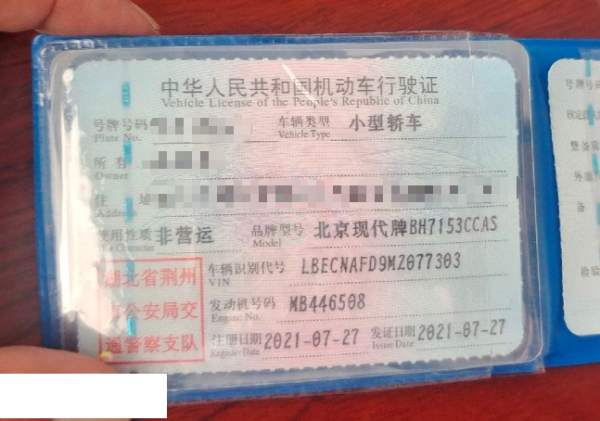 中华人民共和国机动车行驶证
Vehicle License of the People's Republic of China
号牌号码 车辆类型 小型轿车
Plate No. Vehicle Type
所有人
Owner
住 址
Address
使用性质 非营运 品牌型号 北京现代牌BH7153CCAS
Use Character Model
车辆识别代号 LBECNAFD9MZ077303
VIN
湖北省荆州
市公安局交
通警察支队
发动机号码 MB446508
Engine No.
注册日期 2021-07-27 发证日期 2021-07-27
Register Date Issue Date